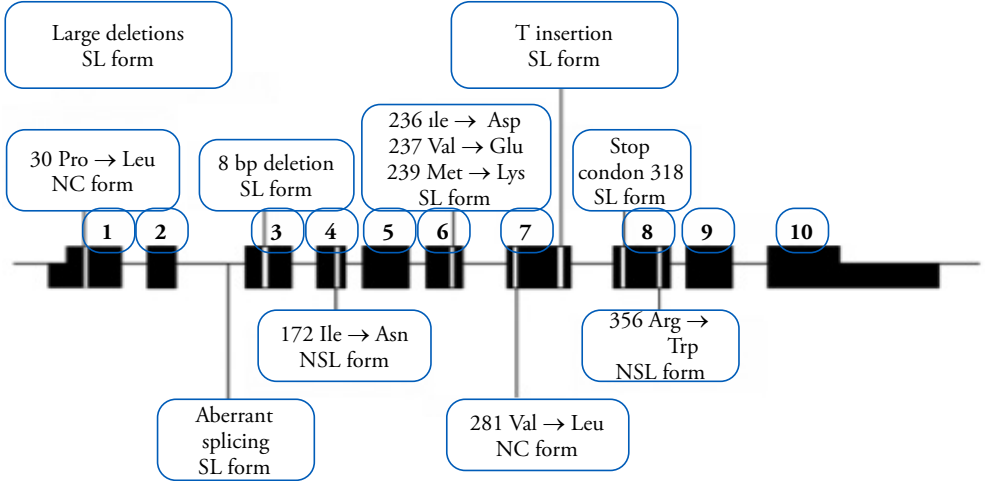 Large deletions
SL form
T insertion
SL form
30 Pro → Leu
NC form
8 bp deletion
SL form
236 ıle → Asp
237 Val → Glu
239 Met → Lys
SL form
Stop
condon 318
SL form
1 2 3 4 5 6 7 8 9 10
172 Ile → Asn
NSL form
356 Arg →
Trp
NSL form
Aberrant
splicing
SL form
281 Val → Leu
NC form